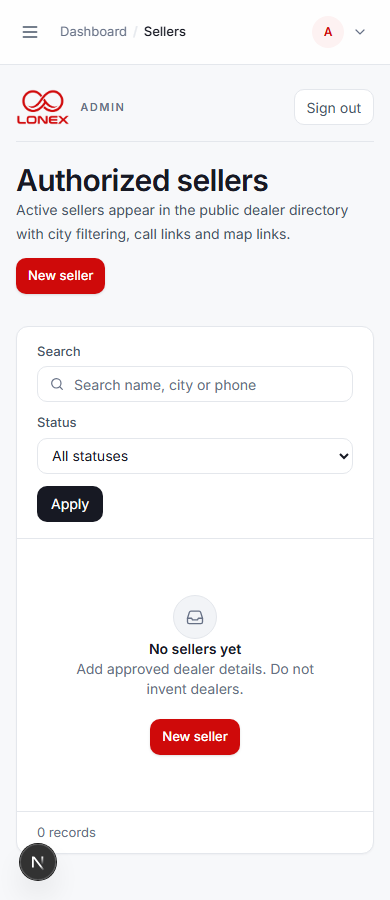 Dashboard / Sellers
A
LONEX
ADMIN
Sign out
Authorized sellers
Active sellers appear in the public dealer directory
with city filtering, call links and map links.
New seller
Search
Search name, city or phone
Status
All statuses
Apply
No sellers yet
Add approved dealer details. Do not
invent dealers.
New seller
0 records
N